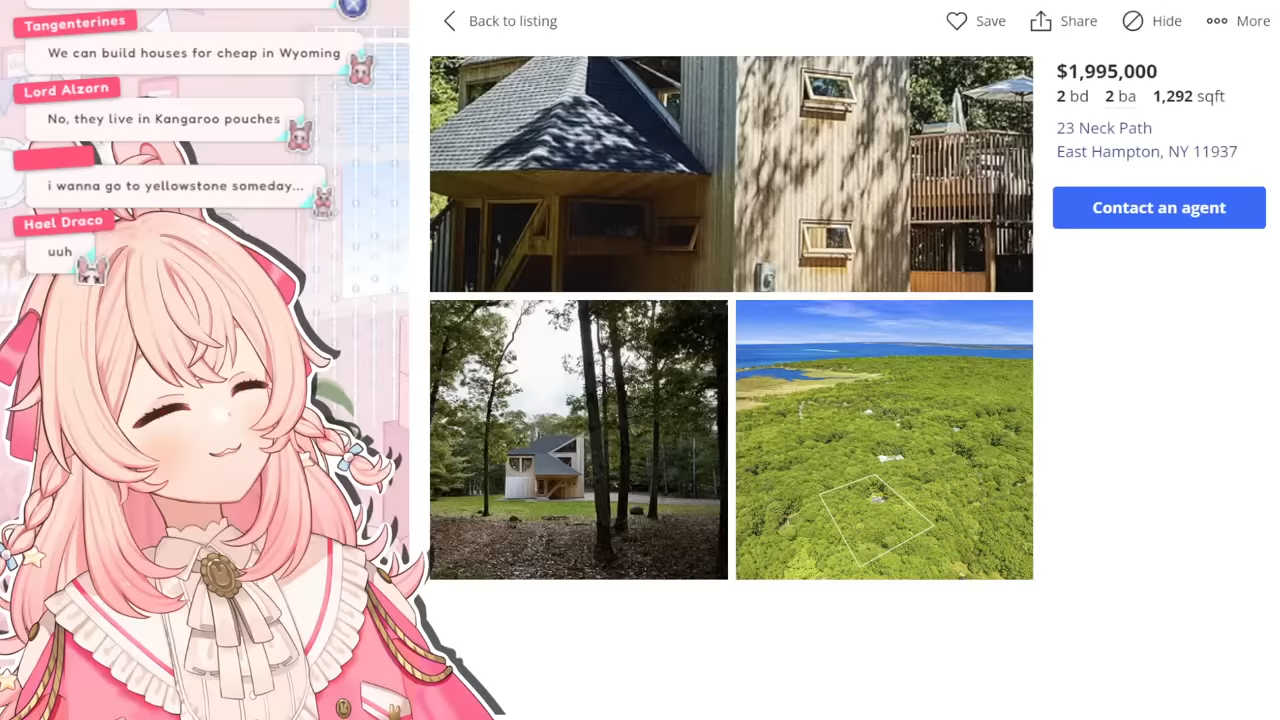 Tangenterines
We can build houses for cheap in Wyoming
Lord Alzorn
No, they live in Kangaroo pouches
i wanna go to yellowstone someday...
Hael Draco
uuh
Back to listing
Save
Share
Hide
More
$1,995,000
2 bd 2 ba 1,292 sqft
23 Neck Path
East Hampton, NY 11937
Contact an agent